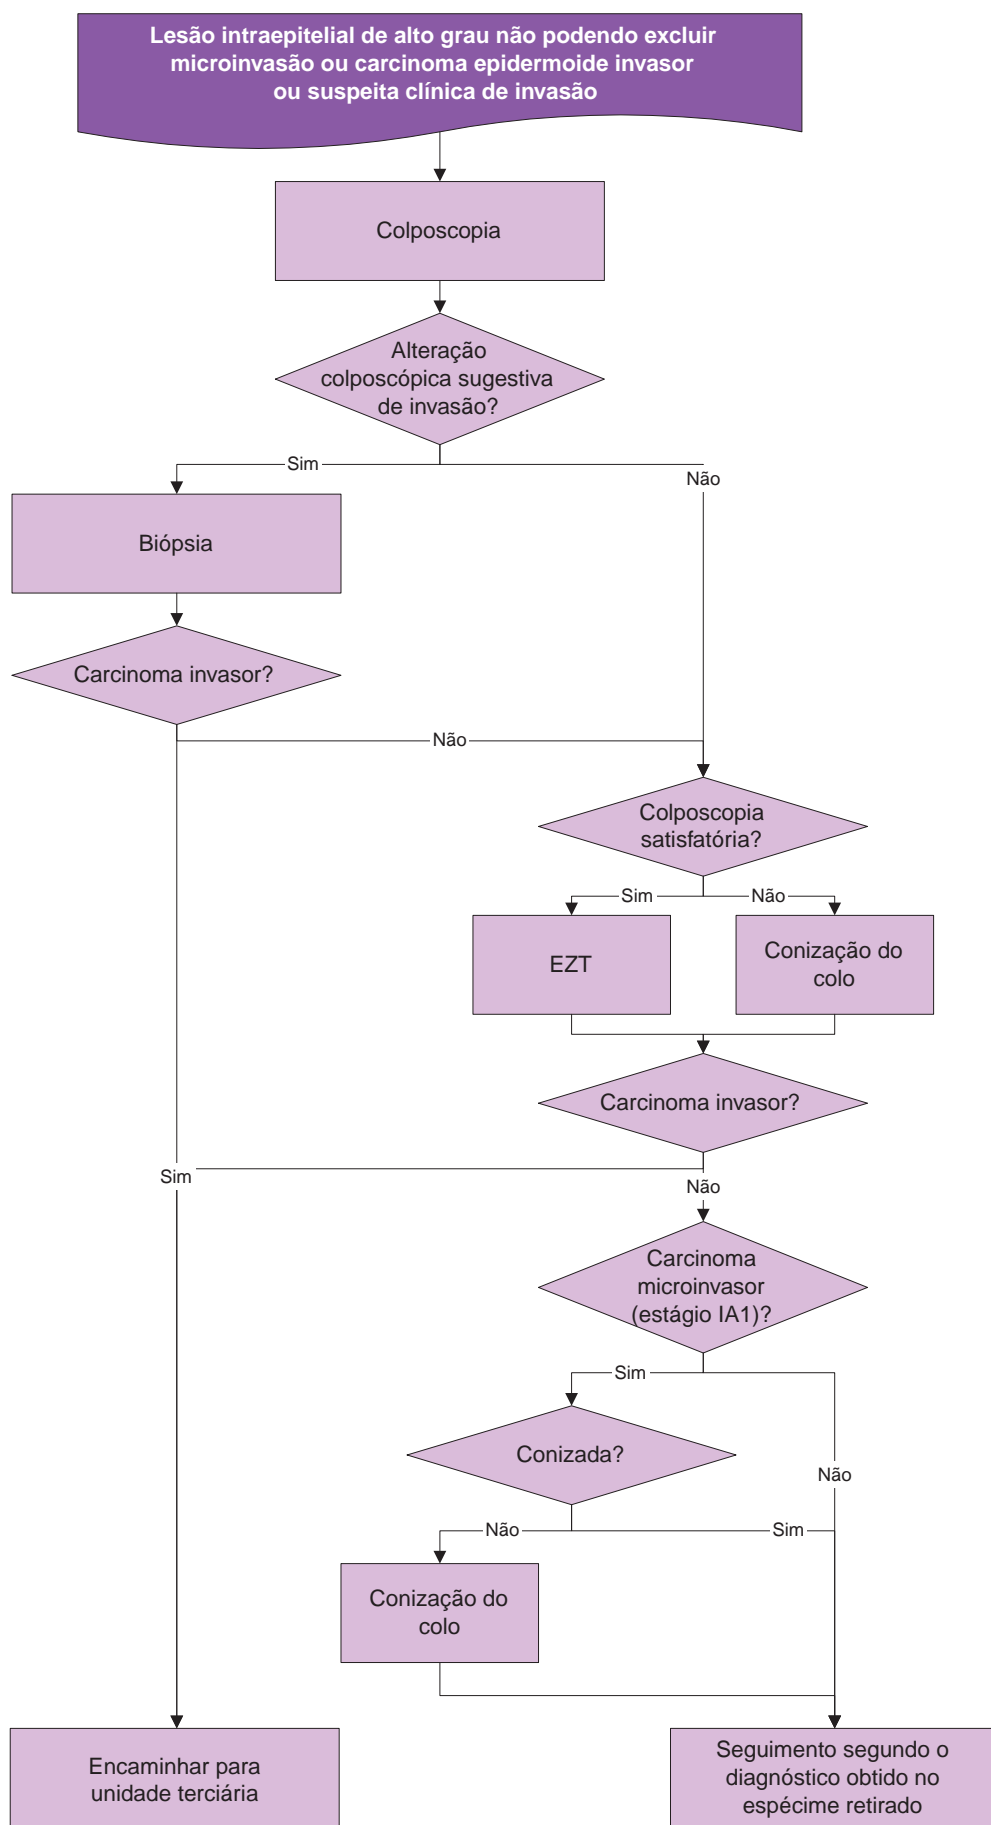 Lesão intraepitelial de alto grau não podendo excluir
microinvasão ou carcinoma epidermoide invasor
ou suspeita clínica de invasão
Colposcopia
Alteração
colposcópica sugestiva
de invasão?
Sim
Não
Biópsia
Carcinoma invasor?
Não
Colposcopia
satisfatória?
Sim
Não
EZT
Conização do
colo
Carcinoma invasor?
Sim
Não
Carcinoma
microinvasor
(estágio IA1)?
Sim
Conizada?
Não
Não
Sim
Conização do
colo
Encaminhar para
unidade terciária
Seguimento segundo o
diagnóstico obtido no
espécime retirado